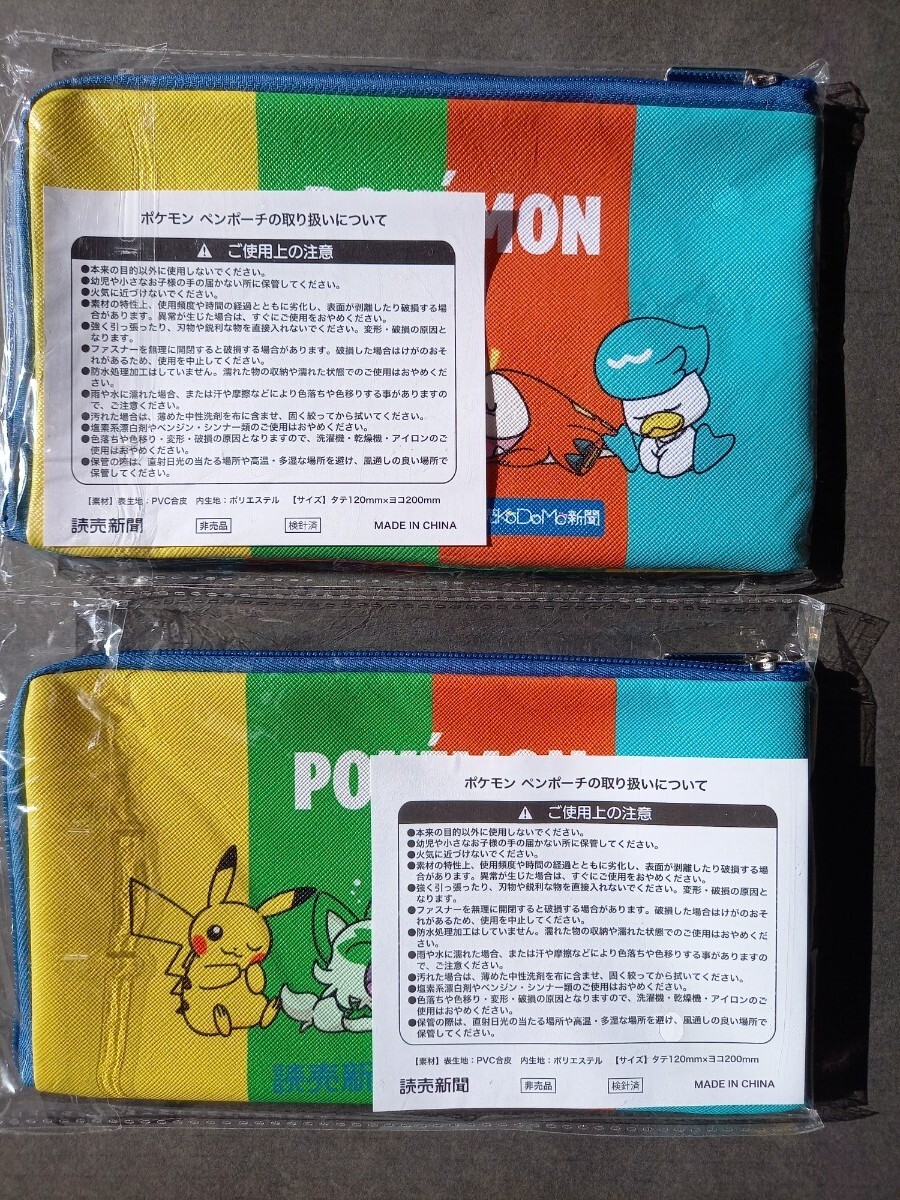 MON
ポケモン ペンポーチの取り扱いについて
ご使用上の注意
●本来の目的以外に使用しないでください。
●幼児や小さなお子様の手の届かない所に保管してください。
●火気に近づけないでください。
●素材の特性上、使用頻度や時間の経過とともに劣化し、表面が剥離したり破損する場
合があります。異常が生じた場合は、すぐにご使用をおやめください。
●強く引っ張ったり、刃物や鋭利な物を直接入れないでください。変形・破損の原因と
なります。
●ファスナーを無理に開閉すると破損する場合があります。破損した場合はけがのおそ
れがあるため、使用を中止してください。
●防水処理加工はしていません。濡れた物の収納や濡れた状態でのご使用はおやめくだ
さい。
●雨や水に濡れた場合、または汗や摩擦などにより色落ちや色移りする事がありますの
で、ご注意ください。
●汚れた場合は、薄めた中性洗剤を布に含ませ、固く絞ってから拭いてください。
●塩素系漂白剤やベンジン・シンナー類のご使用はおやめください。
●色落ちや色移り・変形・破損の原因となりますので、洗濯機・乾燥機・アイロンのご
使用はおやめください。
●保管の際は、直射日光の当たる場所や高温・多湿な場所を避け、風通しの良い場所で
保管してください。
【素材】表生地：PVC合皮 内生地：ポリエステル 【サイズ】タテ120mm×ヨコ200mm
読売新聞 非売品 検針済 MADE IN CHINA
KoDoMo新聞
POKÉMON
ポケモン ペンポーチの取り扱いについて
ご使用上の注意
●本来の目的以外に使用しないでください。
●幼児や小さなお子様の手の届かない所に保管してください。
●火気に近づけないでください。
●素材の特性上、使用頻度や時間の経過とともに劣化し、表面が剥離したり破損する場
合があります。異常が生じた場合は、すぐにご使用をおやめください。
●強く引っ張ったり、刃物や鋭利な物を直接入れないでください。変形・破損の原因と
なります。
●ファスナーを無理に開閉すると破損する場合があります。破損した場合はけがのおそ
れがあるため、使用を中止してください。
●防水処理加工はしていません。濡れた物の収納や濡れた状態でのご使用はおやめくだ
さい。
●雨や水に濡れた場合、または汗や摩擦などにより色落ちや色移りする事がありますの
で、ご注意ください。
●汚れた場合は、薄めた中性洗剤を布に含ませ、固く絞ってから拭いてください。
●塩素系漂白剤やベンジン・シンナー類のご使用はおやめください。
●色落ちや色移り・変形・破損の原因となりますので、洗濯機・乾燥機・アイロンのご
使用はおやめください。
●保管の際は、直射日光の当たる場所や高温・多湿な場所を避け、風通しの良い場所で
保管してください。
【素材】表生地：PVC合皮 内生地：ポリエステル 【サイズ】タテ120mm×ヨコ200mm
読売新聞 非売品 検針済 MADE IN CHINA
読売新